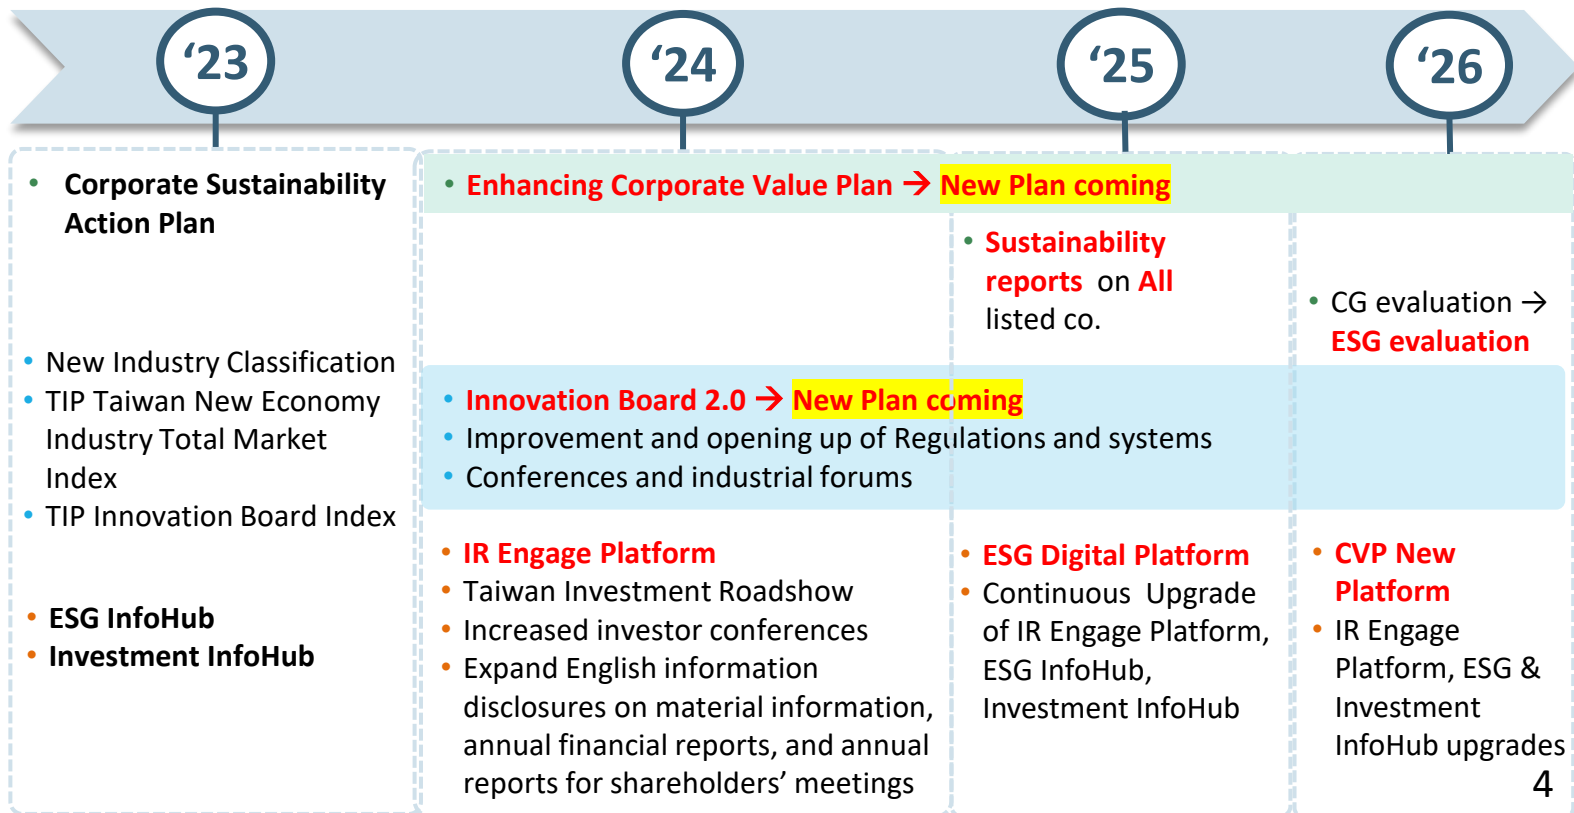 ‘23
‘24
‘25
‘26
• Corporate Sustainability
Action Plan
• New Industry Classification
• TIP Taiwan New Economy
Industry Total Market
Index
• TIP Innovation Board Index
• ESG InfoHub
• Investment InfoHub
• Enhancing Corporate Value Plan → New Plan coming
• Sustainability
reports on All
listed co.
• CG evaluation →
ESG evaluation
• Innovation Board 2.0 → New Plan coming
• Improvement and opening up of Regulations and systems
• Conferences and industrial forums
• IR Engage Platform
• Taiwan Investment Roadshow
• Increased investor conferences
• Expand English information
disclosures on material information,
annual financial reports, and annual
reports for shareholders’ meetings
• ESG Digital Platform
• Continuous Upgrade
of IR Engage Platform,
ESG InfoHub,
Investment InfoHub
• CVP New
Platform
• IR Engage
Platform, ESG &
Investment
InfoHub upgrades
4